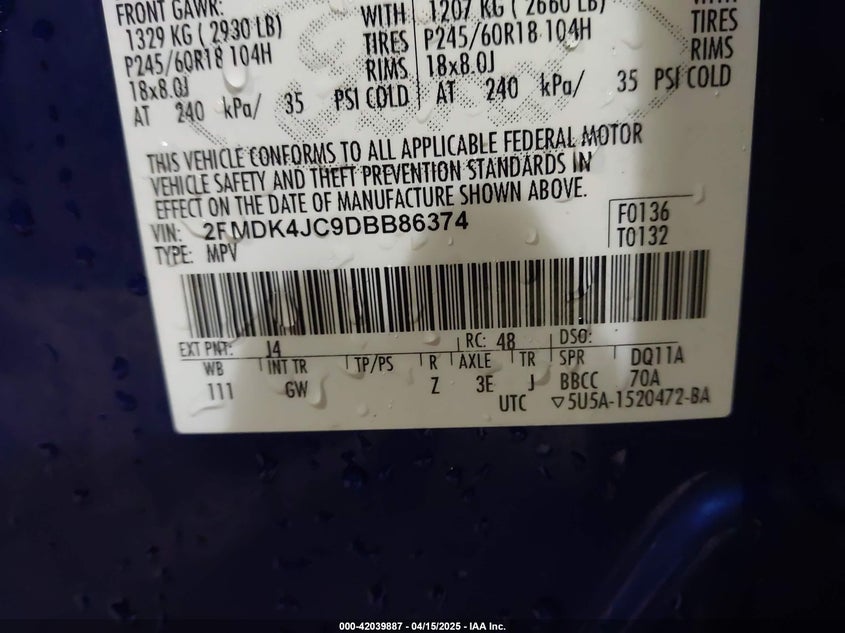 FRONT GAWR:
1329 KG ( 2930 LB)
P245/60R18 104H
18x8.0J
AT 240 kPa/ 35 PSI COLD
WITH
TIRES
RIMS
1207 KG ( 2660 LB)
P245/60R18 104H
18x8.0J
AT 240 kPa/ 35 PSI COLD
WITH
TIRES
RIMS
THIS VEHICLE CONFORMS TO ALL APPLICABLE FEDERAL MOTOR
VEHICLE SAFETY AND THEFT PREVENTION STANDARDS IN
EFFECT ON THE DATE OF MANUFACTURE SHOWN ABOVE.
VIN: 2FMDK4JC9DBB86374
TYPE: MPV
F0136
T0132
EXT PNT: J4 RC: 48 DSO:
WB INT TR TP/PS R AXLE TR SPR DQ11A
111 GW Z 3E J BBCC 70A
UTC ▽5U5A-1520472-BA
000-42039887 - 04/15/2025 - IAA Inc.